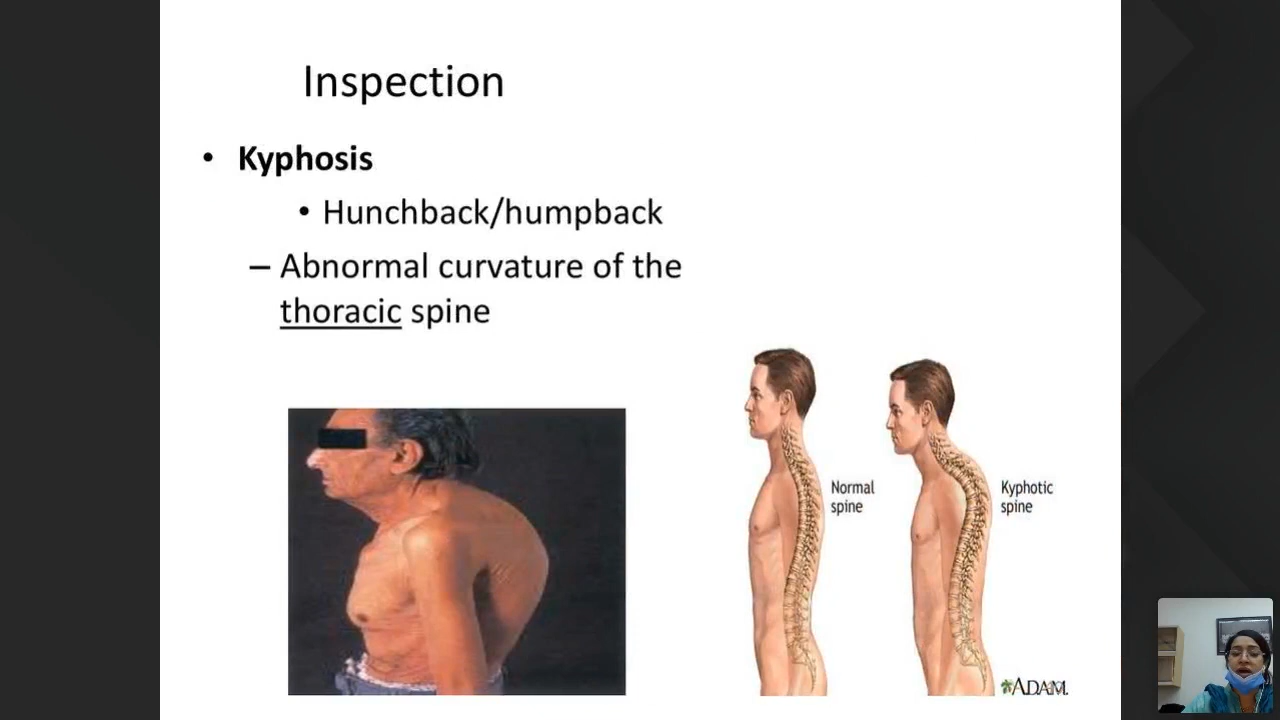 Inspection
• Kyphosis
• Hunchback/humpback
– Abnormal curvature of the
thoracic spine
Normal
spine
Kyphotic
spine
ADAM.